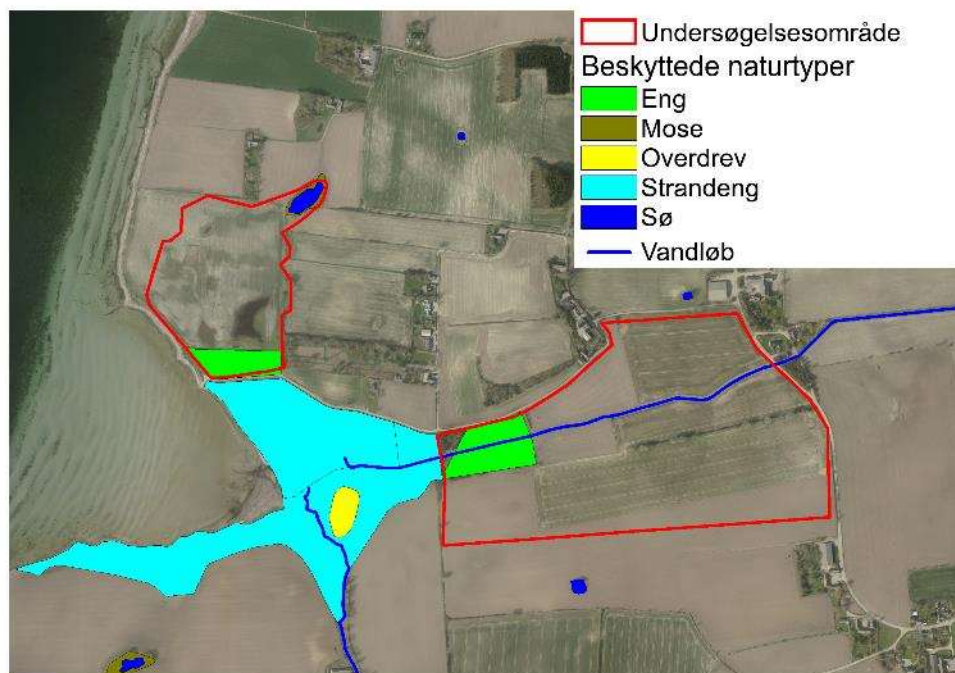 Undersøgelsesområde
Beskyttede naturtyper
Eng
Mose
Overdrev
Strandeng
Sø
Vandløb